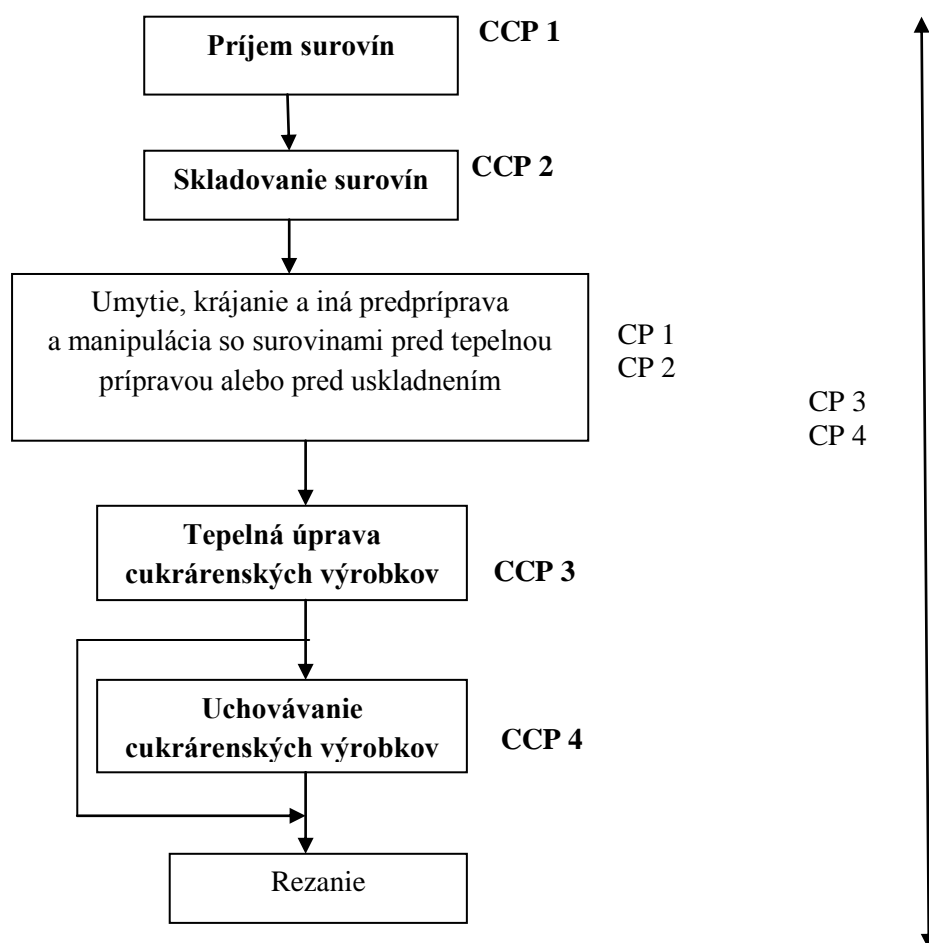 Príjem surovín
CCP 1
Skladovanie surovín
CCP 2
Umytie, krájanie a iná predpríprava
a manipulácia so surovinami pred tepelnou
prípravou alebo pred uskladnením
CP 1
CP 2
CP 3
CP 4
Tepelná úprava
cukrárenských výrobkov
CCP 3
Uchovávanie
cukrárenských výrobkov
CCP 4
Rezanie